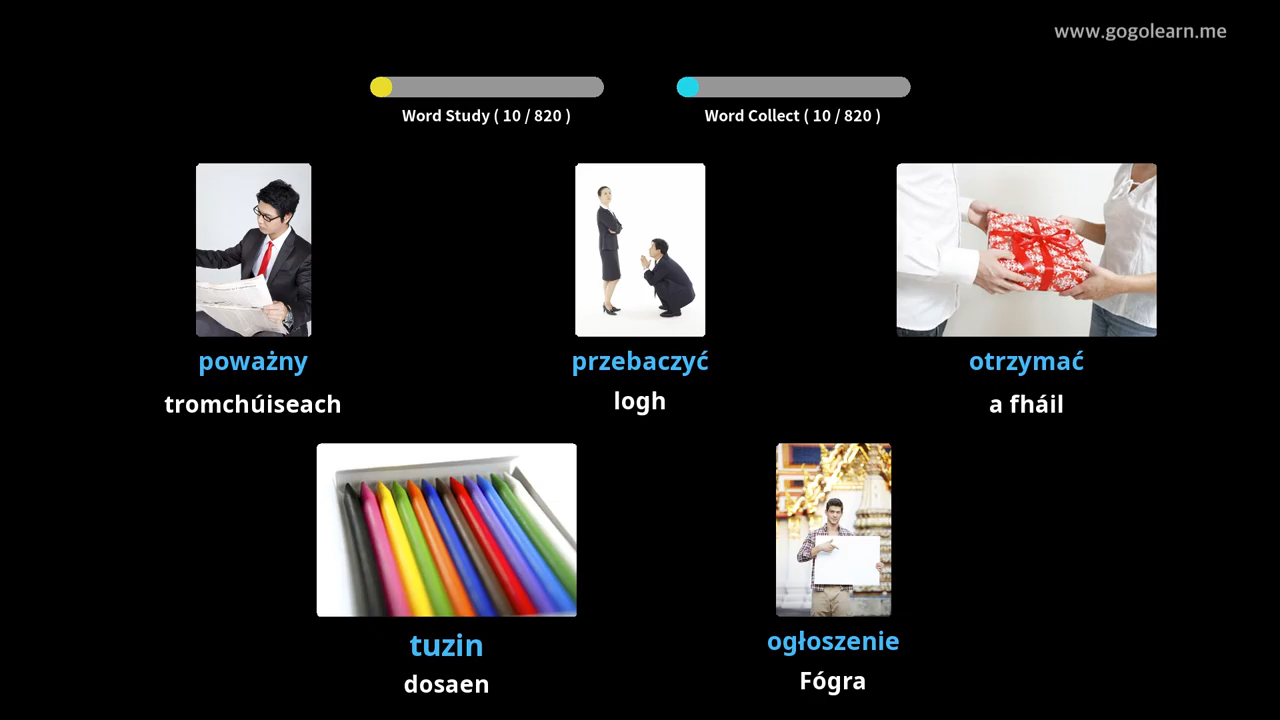 www.gogolearn.me
Word Study ( 10 / 820 )
Word Collect ( 10 / 820 )
poważny
tromchúiseach
przebaczyć
logh
otrzymać
a fháil
tuzin
dosaen
ogłoszenie
Fógra